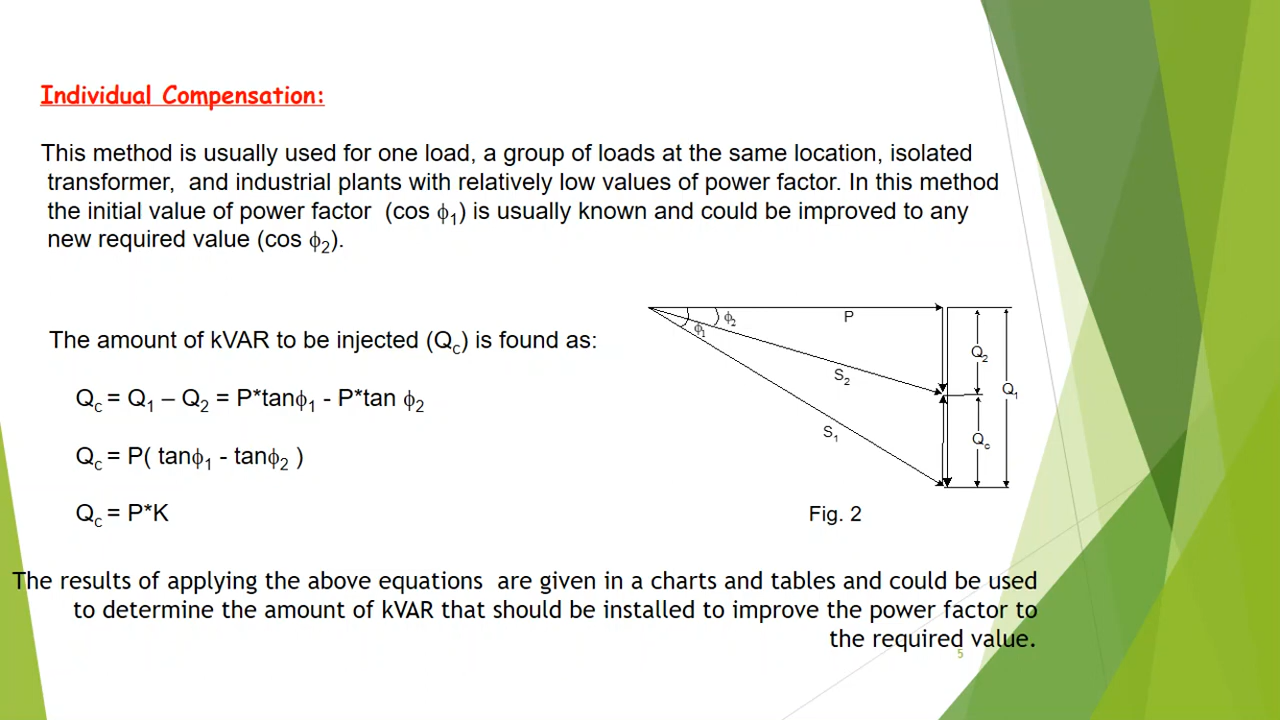 Individual Compensation:
This method is usually used for one load, a group of loads at the same location, isolated
transformer, and industrial plants with relatively low values of power factor. In this method
the initial value of power factor (cos ϕ₁) is usually known and could be improved to any
new required value (cos ϕ₂).
The amount of kVAR to be injected (Qc) is found as:
Qc = Q₁ – Q₂ = P*tanϕ₁ - P*tan ϕ₂
Qc = P( tanϕ₁ - tanϕ₂ )
Qc = P*K
P
ϕ₂
ϕ₁
Q₂
S₂
Q₁
S₁
Qc
Fig. 2
The results of applying the above equations are given in a charts and tables and could be used
to determine the amount of kVAR that should be installed to improve the power factor to
the required value.
5